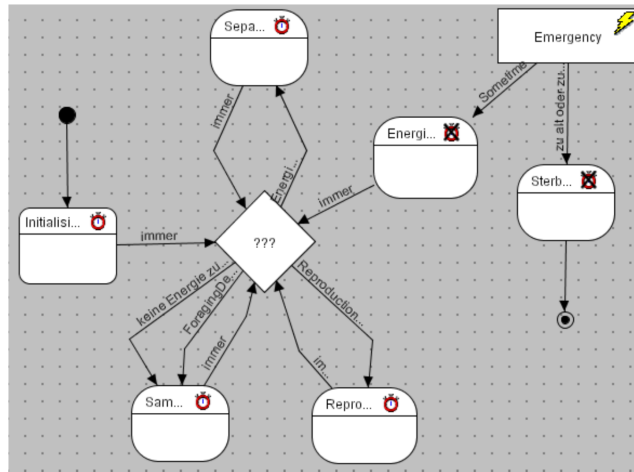 Sepa...
Emergency
Sometime
zu alt oder zu...
immer
Energi...
Energi...
Sterb...
immer
Initialisi...
immer
???
keine Energie zu...
ForagingDe...
immer
Reproduction...
im...
Sam...
Repro...